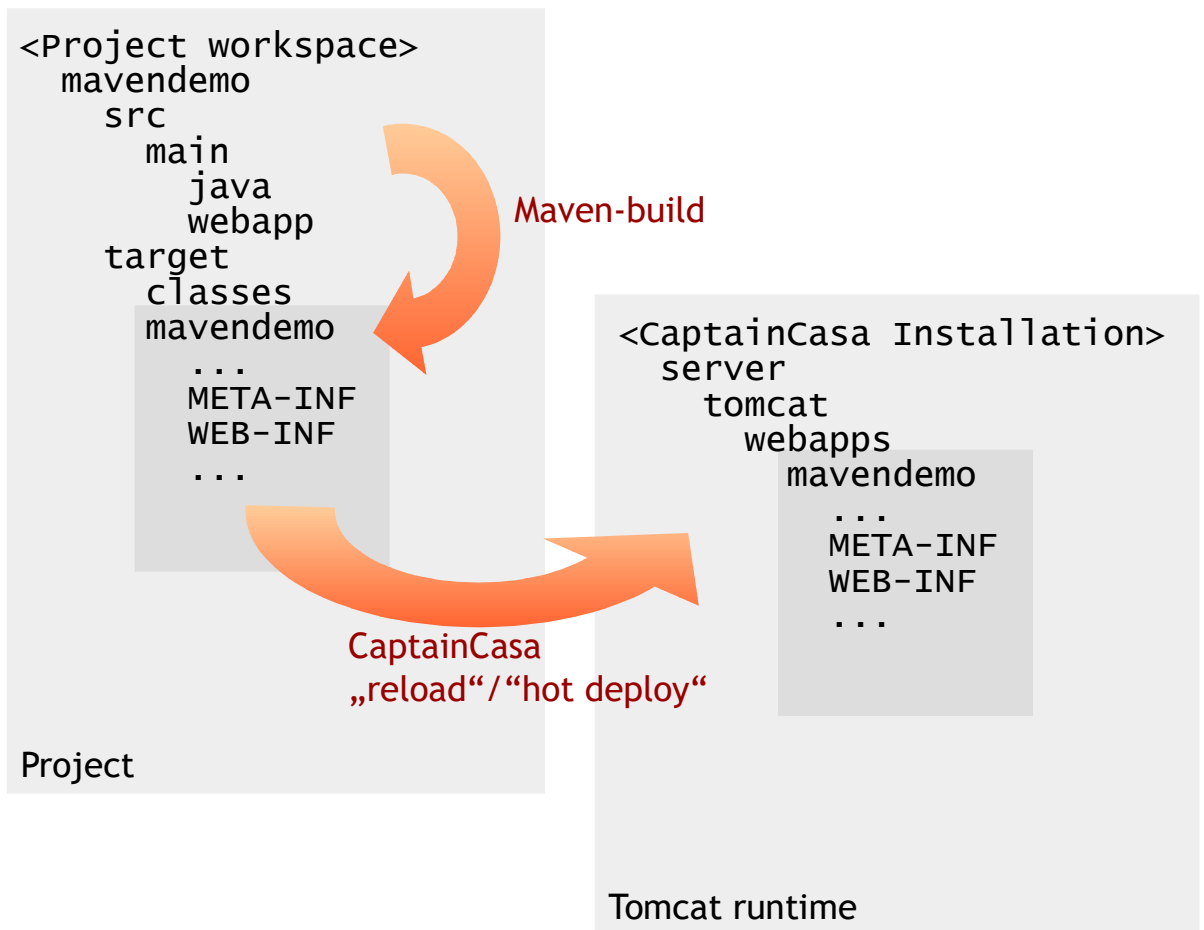 <Project workspace>
mavendemo
src
main
java
webapp
target
classes
mavendemo
...
META-INF
WEB-INF
...
Maven-build
CaptainCasa
„reload“/“hot deploy“
Project
<CaptainCasa Installation>
server
tomcat
webapps
mavendemo
...
META-INF
WEB-INF
...
Tomcat runtime